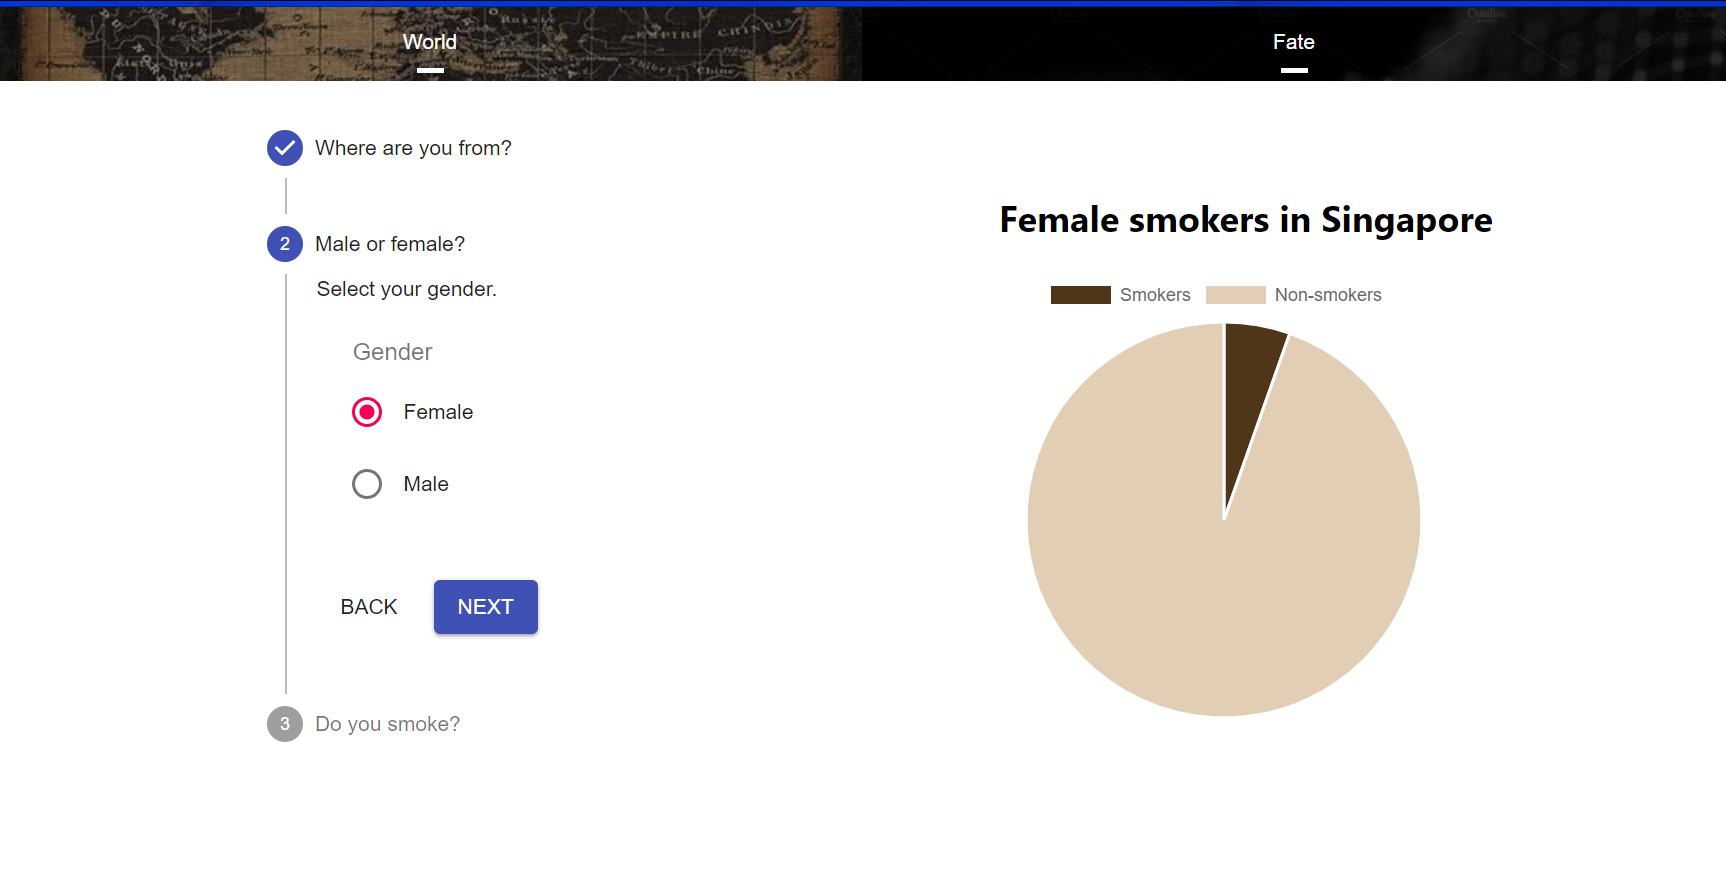 World
Fate
Where are you from?
2 Male or female?
Select your gender.
Gender
Female
Male
BACK NEXT
3 Do you smoke?
Female smokers in Singapore
Smokers Non-smokers